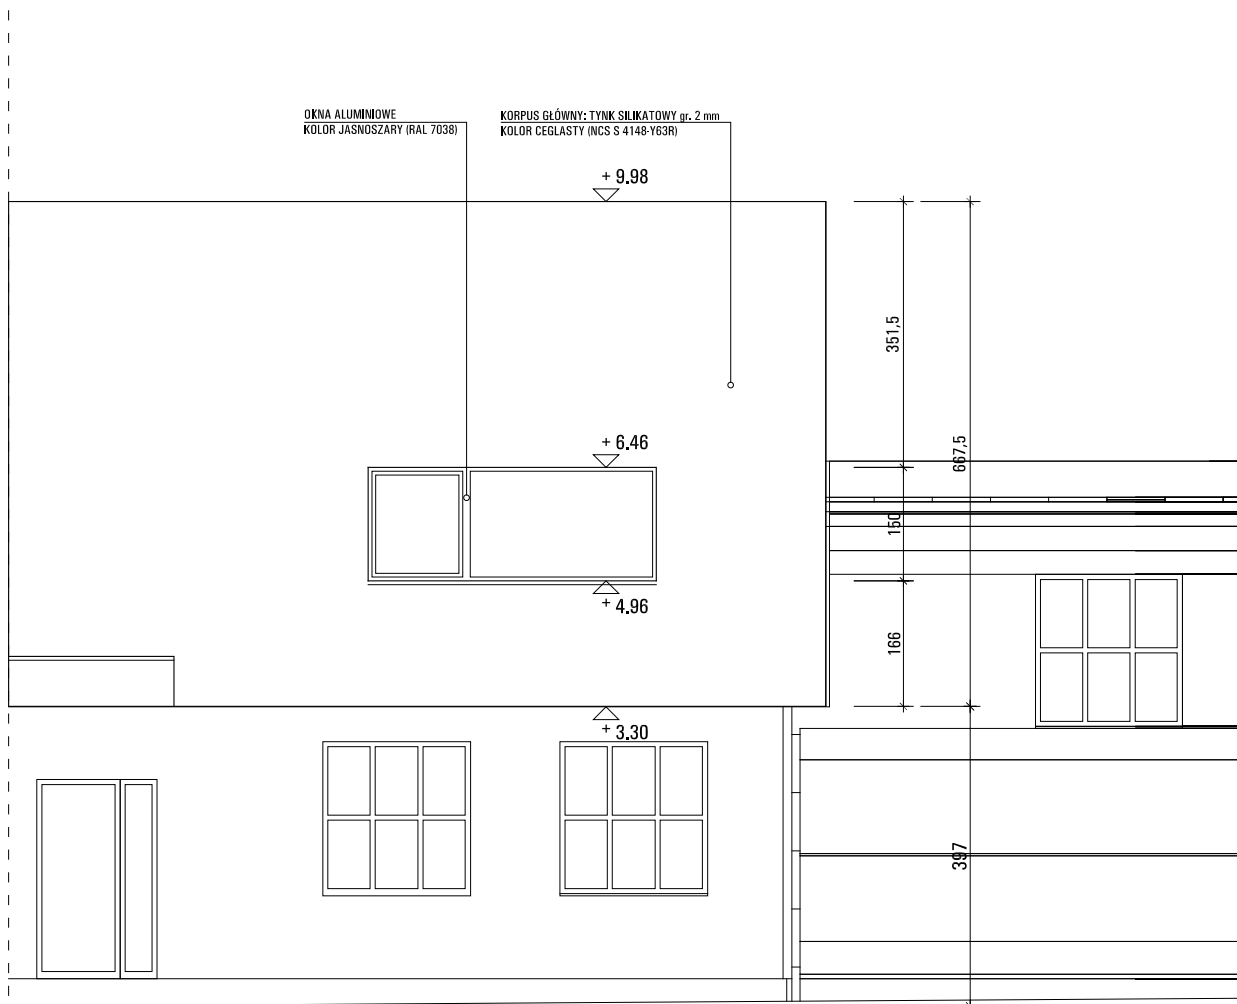 OKNA ALUMINIOWE
KOLOR JASNOSZARY (RAL 7038)
KORPUS GŁÓWNY: TYNK SILIKATOWY gr. 2 mm
KOLOR CEGLASTY (NCS S 4148-Y63R)
+ 9.98
351,5
+ 6.46
667,5
150
+ 4.96
166
+ 3.30
397